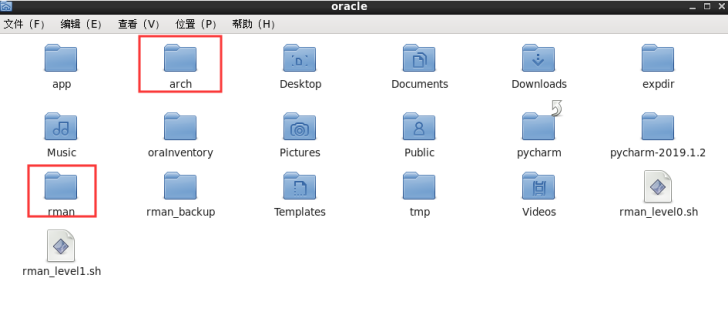 oracle
文件（F） 编辑（E） 查看（V） 位置（P） 帮助（H）
app arch Desktop Documents Downloads expdir
Music oraInventory Pictures Public pycharm pycharm-2019.1.2
rman rman_backup Templates tmp Videos rman_level0.sh
rman_level1.sh